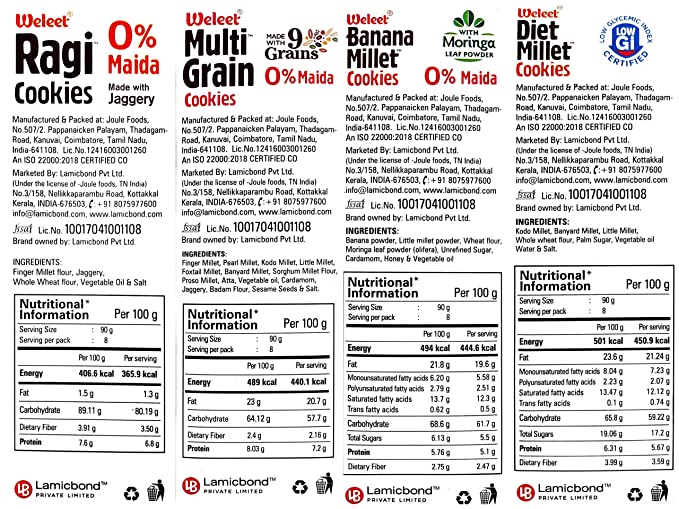 Weleet
Ragi™
Cookies
0%
Maida
Made with
Jaggery
Manufactured & Packed at: Joule Foods,
No.507/2. Pappanaicken Palayam, Thadagam-
Road, Kanuvai, Coimbatore, Tamil Nadu,
India-641108. Lic.No.12416003001260
An ISO 22000:2018 CERTIFIED CO
Marketed By: Lamicbond Pvt Ltd.
(Under the license of -Joule foods, TN India)
No.3/158, Nellikkaparambu Road, Kottakkal
Kerala, INDIA-676503, : + 91 8075977600
info@lamicbond.com, www.lamicbond.com
fssai Lic.No. 10017041001108
Brand owned by: Lamicbond Pvt Ltd.
INGREDIENTS:
Finger Millet flour, Jaggery,
Whole Wheat flour, Vegetable Oil & Salt
Nutritional*
Information Per 100 g
Serving Size : 90 g
Serving per pack : 8
Per 100 g Per serving
Energy 406.6 kcal 365.9 kcal
Fat 1.5 g 1.3 g
Carbohydrate 89.11 g 80.19 g
Dietary Fiber 3.91 g 3.50 g
Protein 7.6 g 6.8 g
LB Lamicbond™
PRIVATE LIMITED
Weleet
Multi™
Grain
Cookies
MADE WITH 9 Grains
0% Maida
Manufactured & Packed at: Joule Foods,
No.507/2. Pappanaicken Palayam, Thadagam-
Road, Kanuvai, Coimbatore, Tamil Nadu,
India-641108. Lic.No.12416003001260
An ISO 22000:2018 CERTIFIED CO
Marketed By: Lamicbond Pvt Ltd.
(Under the license of -Joule foods, TN India)
No.3/158, Nellikkaparambu Road, Kottakkal
Kerala, INDIA-676503, : + 91 8075977600
info@lamicbond.com, www.lamicbond.com
fssai Lic.No. 10017041001108
Brand owned by: Lamicbond Pvt Ltd.
INGREDIENTS:
Finger Millet, Pearl Millet, Kodo Millet, Little Millet,
Foxtail Millet, Banyard Millet, Sorghum Millet Flour,
Proso Millet, Atta, Vegetable oil, Cardamom,
Jaggery, Badam Flour, Sesame Seeds & Salt.
Nutritional*
Information Per 100 g
Serving Size : 90 g
Serving per pack : 8
Per 100 g Per serving
Energy 489 kcal 440.1 kcal
Fat 23 g 20.7 g
Carbohydrate 64.12 g 57.7 g
Dietary Fiber 2.4 g 2.16 g
Protein 8.03 g 7.2 g
LB Lamicbond™
PRIVATE LIMITED
Weleet
Banana
Millet™
Cookies
WITH
Moringa
LEAF POWDER
0% Maida
Manufactured & Packed at: Joule Foods,
No.507/2. Pappanaicken Palayam, Thadagam-
Road, Kanuvai, Coimbatore, Tamil Nadu,
India-641108. Lic.No.12416003001260
An ISO 22000:2018 CERTIFIED CO
Marketed By: Lamicbond Pvt Ltd.
(Under the license of -Joule foods, TN India)
No.3/158, Nellikkaparambu Road, Kottakkal
Kerala, INDIA-676503, : + 91 8075977600
info@lamicbond.com, www.lamicbond.com
fssai Lic.No. 10017041001108
Brand owned by: Lamicbond Pvt Ltd.
INGREDIENTS:
Banana powder, Little millet powder, Wheat flour,
Moringa leaf powder (olifera), Unrefined Sugar,
Cardamom, Honey & Vegetable oil
Nutritional*
Information Per 100 g
Serving Size : 90 g
Serving per pack : 8
Per 100 g Per serving
Energy 494 kcal 444.6 kcal
Fat 21.8 g 19.6 g
Monounsaturated fatty acids 6.20 g 5.58 g
Polyunsaturated fatty acids 2.79 g 2.51 g
Saturated fatty acids 13.7 g 12.3 g
Trans fatty acids 0.62 g 0.5 g
Carbohydrate 68.6 g 61.7 g
Total Sugars 6.13 g 5.5 g
Protein 5.76 g 5.1 g
Dietary Fiber 2.75 g 2.47 g
LB Lamicbond™
PRIVATE LIMITED
Weleet
Diet
Millet™
Cookies
LOW GLYCEMIC INDEX
LOW
GI
CERTIFIED
Manufactured & Packed at: Joule Foods,
No.507/2. Pappanaicken Palayam, Thadagam-
Road, Kanuvai, Coimbatore, Tamil Nadu,
India-641108. Lic.No.12416003001260
An ISO 22000:2018 CERTIFIED CO
Marketed By: Lamicbond Pvt Ltd.
(Under the license of -Joule foods, TN India)
No.3/158, Nellikkaparambu Road, Kottakkal
Kerala, INDIA-676503, : + 91 8075977600
info@lamicbond.com, www.lamicbond.com
fssai Lic.No. 10017041001108
Brand owned by: Lamicbond Pvt Ltd.
INGREDIENTS:
Kodo Millet, Banyard Millet, Little Millet,
Whole wheat flour, Palm Sugar, Vegetable oil
Water & Salt.
Nutritional*
Information Per 100 g
Serving Size : 90 g
Serving per pack : 8
Per 100 g Per serving
Energy 501 kcal 450.9 kcal
Fat 23.6 g 21.24 g
Monounsaturated fatty acids 8.04 g 7.23 g
Polyunsaturated fatty acids 2.23 g 2.07 g
Saturated fatty acids 13.47 g 12.12 g
Trans fatty acids 0.1 g 0.74 g
Carbohydrate 65.8 g 59.22 g
Total Sugar 19.06 g 17.2 g
Protein 6.31 g 5.67 g
Dietary Fiber 3.99 g 3.59 g
LB Lamicbond™
PRIVATE LIMITED